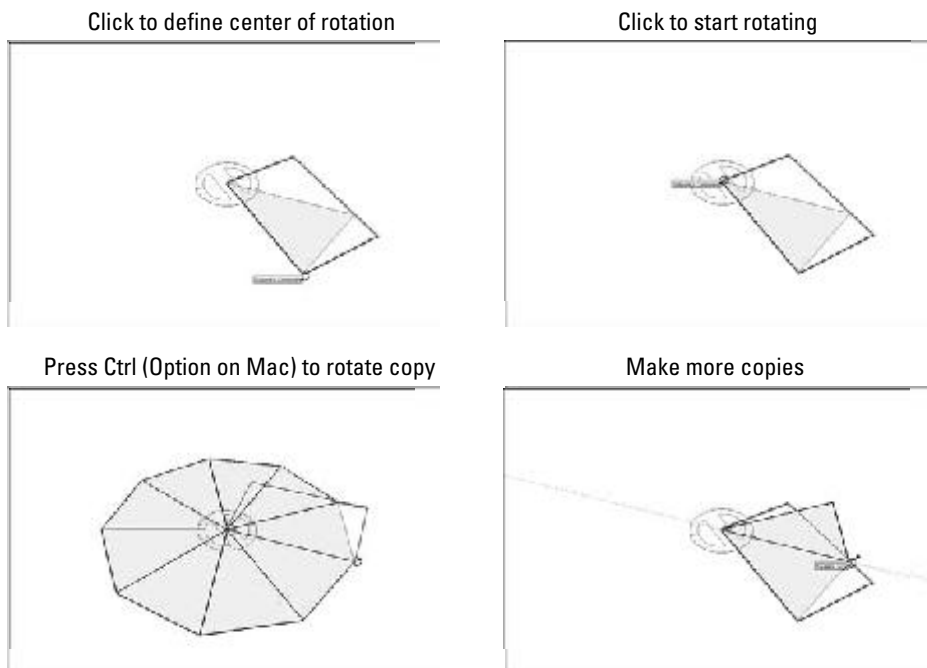 Click to define center of rotation
Click to start rotating
Press Ctrl (Option on Mac) to rotate copy
Make more copies